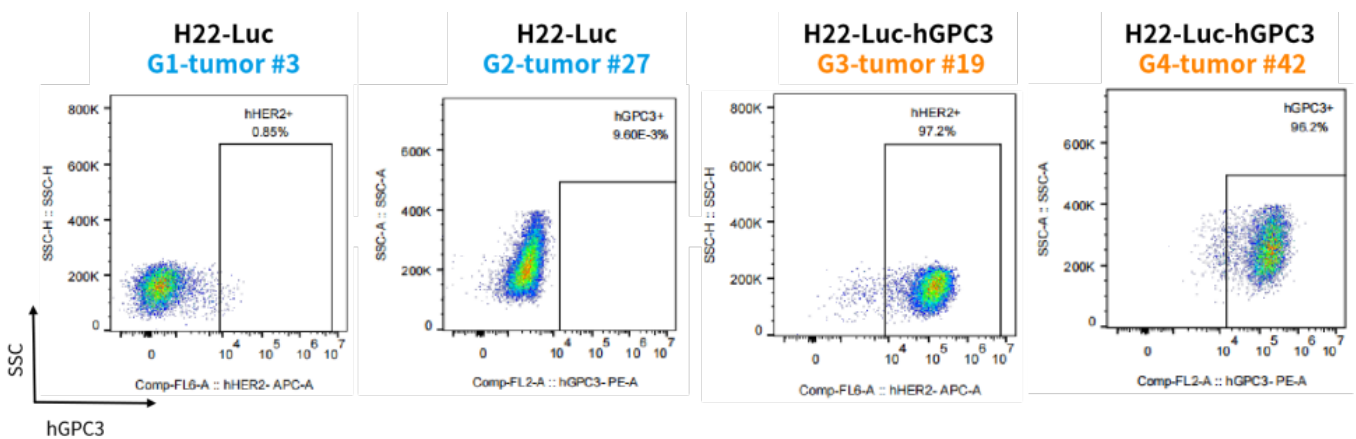 H22-Luc
G1-tumor #3
H22-Luc
G2-tumor #27
H22-Luc-hGPC3
G3-tumor #19
H22-Luc-hGPC3
G4-tumor #42
800K
600K
400K
200K
0
SSC-H :: SSC-H
hHER2+
0.85%
0 10^4 10^5 10^6 10^7
Comp-FL6-A :: hHER2- APC-A
600K
400K
200K
0
SSC-A :: SSC-A
hGPC3+
9.60E-3%
0 10^4 10^5 10^6 10^7
Comp-FL2-A :: hGPC3- PE-A
800K
600K
400K
200K
0
SSC-H :: SSC-H
hHER2+
97.2%
0 10^4 10^5 10^6 10^7
Comp-FL6-A :: hHER2- APC-A
800K
600K
400K
200K
0
SSC-A :: SSC-A
hGPC3+
96.2%
0 10^4 10^5 10^6 10^7
Comp-FL2-A :: hGPC3- PE-A
SSC
hGPC3